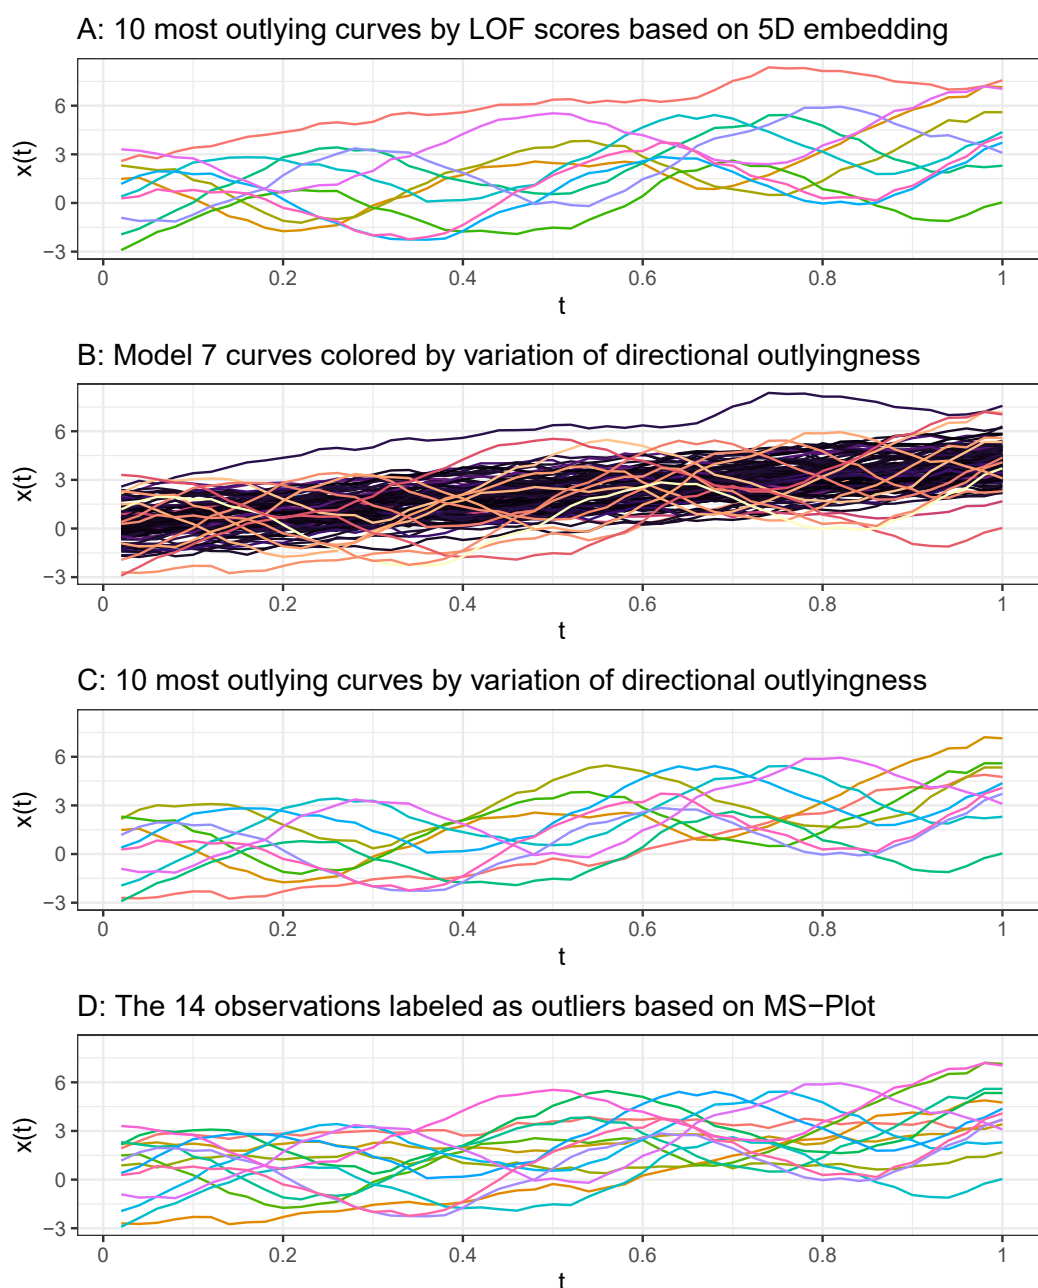 A: 10 most outlying curves by LOF scores based on 5D embedding
x(t)
6
3
0
−3
0 0.2 0.4 0.6 0.8 1
t
B: Model 7 curves colored by variation of directional outlyingness
x(t)
6
3
0
−3
0 0.2 0.4 0.6 0.8 1
t
C: 10 most outlying curves by variation of directional outlyingness
x(t)
6
3
0
−3
0 0.2 0.4 0.6 0.8 1
t
D: The 14 observations labeled as outliers based on MS−Plot
x(t)
6
3
0
−3
0 0.2 0.4 0.6 0.8 1
t